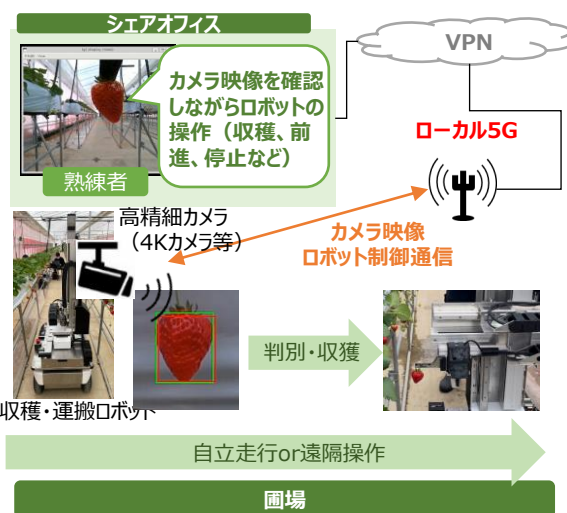 シェアオフィス
カメラ映像を確認
しながらロボットの
操作（収穫、前
進、停止など）
熟練者
VPN
ローカル5G
高精細カメラ
（4Kカメラ等）
カメラ映像
ロボット制御通信
判別・収獲
収穫・運搬ロボット
自立走行or遠隔操作
圃場